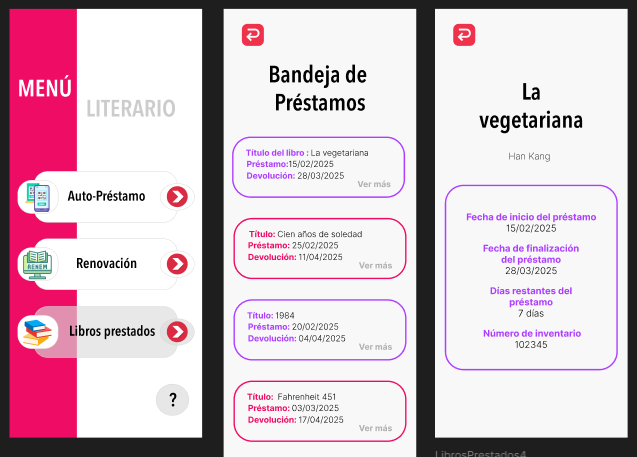 MENÚ
LITERARIO
Auto-Préstamo
RENEW
Renovación
Libros prestados
?
Bandeja de
Préstamos
Título del libro : La vegetariana
Préstamo:15/02/2025
Devolución: 28/03/2025
Ver más
Título: Cien años de soledad
Préstamo: 25/02/2025
Devolución: 11/04/2025
Ver más
Título: 1984
Préstamo: 20/02/2025
Devolución: 04/04/2025
Ver más
Título: Fahrenheit 451
Préstamo: 03/03/2025
Devolución: 17/04/2025
Ver más
La
vegetariana
Han Kang
Fecha de inicio del préstamo
15/02/2025
Fecha de finalización
del préstamo
28/03/2025
Días restantes del
préstamo
7 días
Número de inventario
102345
LibrosPrestados4